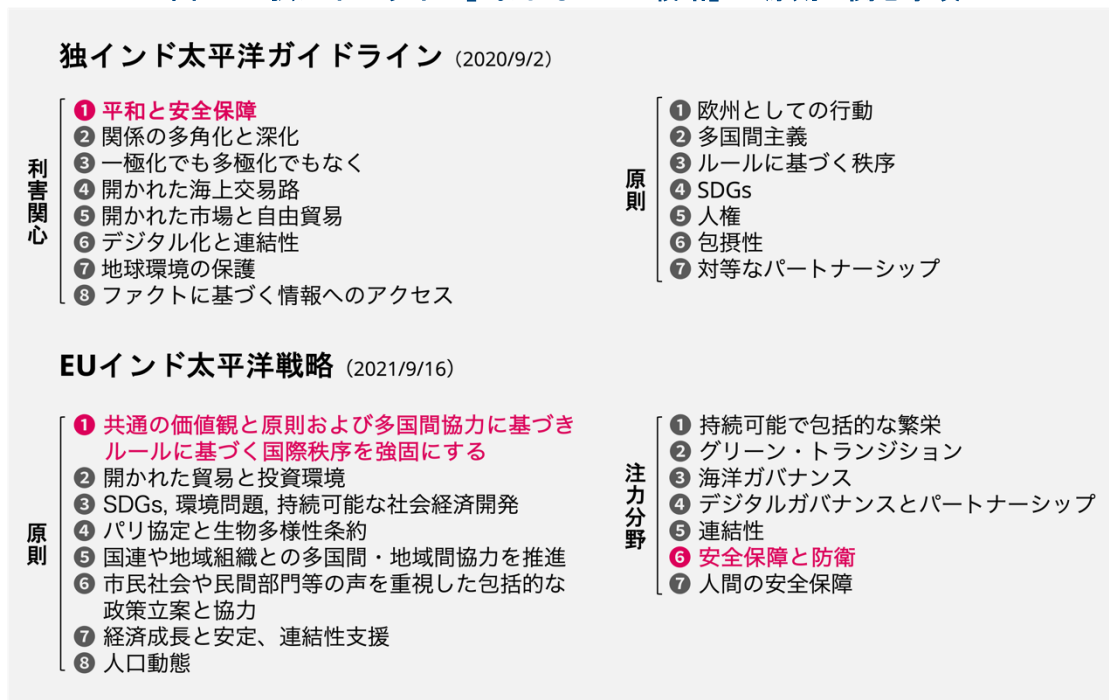 独インド太平洋ガイドライン（2020/9/2）
利害関心
❶ 平和と安全保障
❷ 関係の多角化と深化
❸ 一極化でも多極化でもなく
❹ 開かれた海上交易路
❺ 開かれた市場と自由貿易
❻ デジタル化と連結性
❼ 地球環境の保護
❽ ファクトに基づく情報へのアクセス
原則
❶ 欧州としての行動
❷ 多国間主義
❸ ルールに基づく秩序
❹ SDGs
❺ 人権
❻ 包摂性
❼ 対等なパートナーシップ
EUインド太平洋戦略（2021/9/16）
原則
❶ 共通の価値観と原則および多国間協力に基づき
ルールに基づく国際秩序を強固にする
❷ 開かれた貿易と投資環境
❸ SDGs, 環境問題, 持続可能な社会経済開発
❹ パリ協定と生物多様性条約
❺ 国連や地域組織との多国間・地域間協力を推進
❻ 市民社会や民間部門等の声を重視した包括的な
政策立案と協力
❼ 経済成長と安定、連結性支援
❽ 人口動態
注力分野
❶ 持続可能で包括的な繁栄
❷ グリーン・トランジション
❸ 海洋ガバナンス
❹ デジタルガバナンスとパートナーシップ
❺ 連結性
❻ 安全保障と防衛
❼ 人間の安全保障